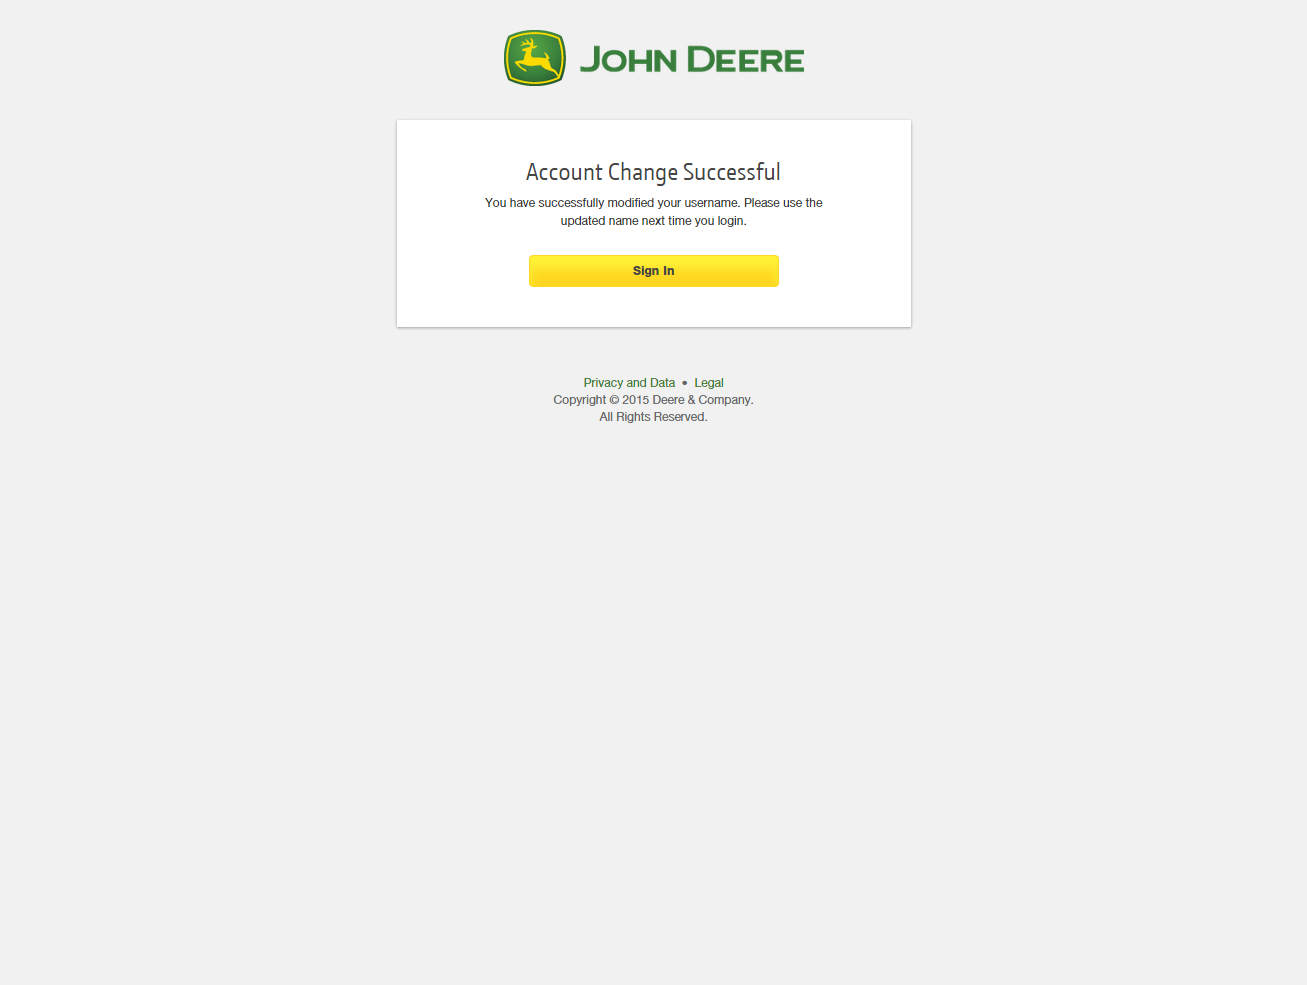 JOHN DEERE
Account Change Successful
You have successfully modified your username. Please use the
updated name next time you login.
Sign In
Privacy and Data • Legal
Copyright © 2015 Deere & Company.
All Rights Reserved.